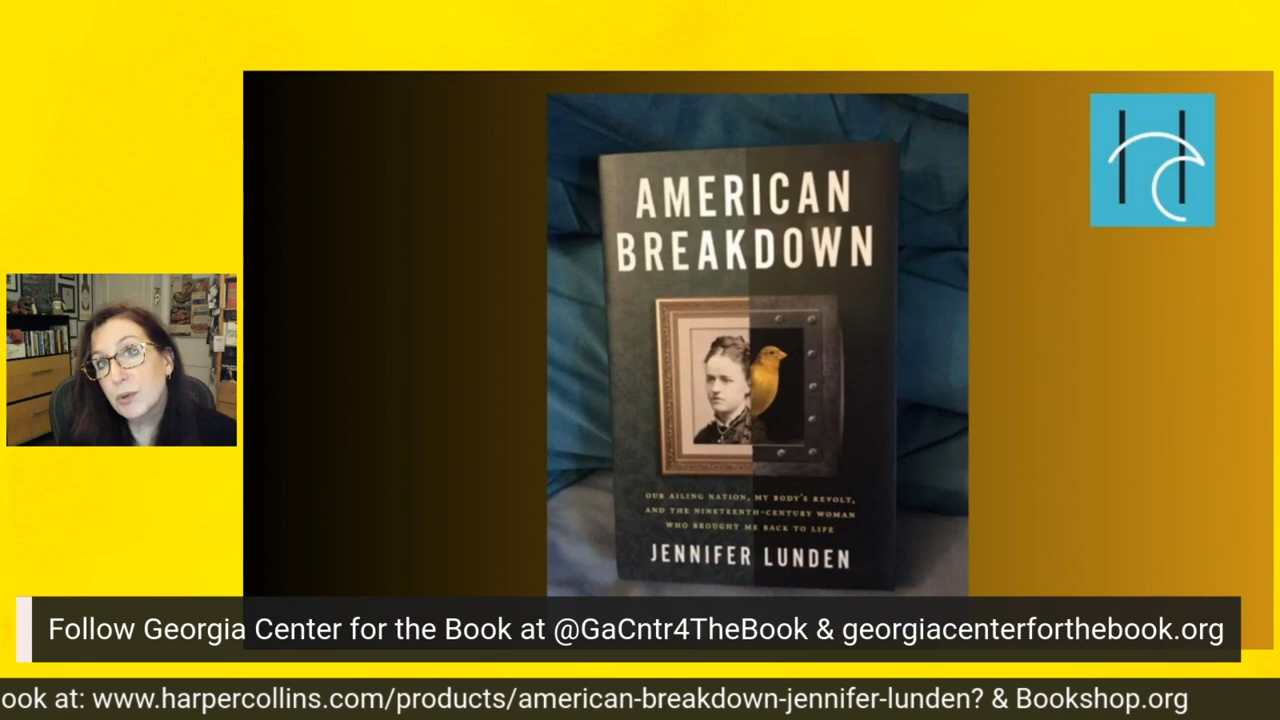 AMERICAN
BREAKDOWN
OUR AILING NATION, MY BODY'S REVOLT,
AND THE NINETEENTH-CENTURY WOMAN
WHO BROUGHT ME BACK TO LIFE
JENNIFER LUNDEN
Follow Georgia Center for the Book at @GaCntr4TheBook & georgiacenterforthebook.org
ook at: www.harpercollins.com/products/american-breakdown-jennifer-lunden? & Bookshop.org